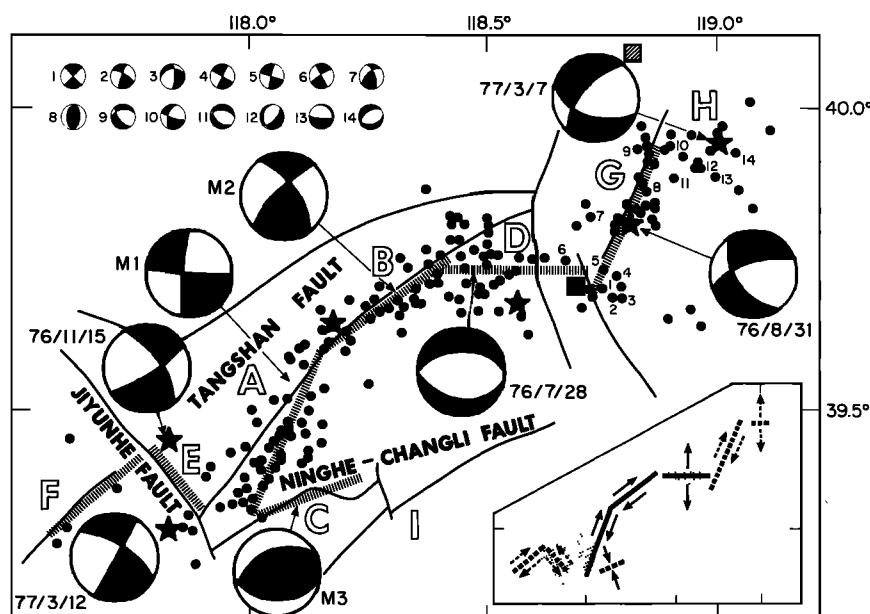 118.0° 118.5° 119.0°
1 2 3 4 5 6 7
8 9 10 11 12 13 14
77/3/7
H
40.0°
M2
9 10 12 14
G 11 13
8
7
M1
B D
6
5 4
1
2 3
76/8/31
TANGSHAN FAULT
76/11/15
A
76/7/28
39.5°
JIYUNHE FAULT
E
NINGHE-CHANGLI FAULT
F
C I
77/3/12
M3